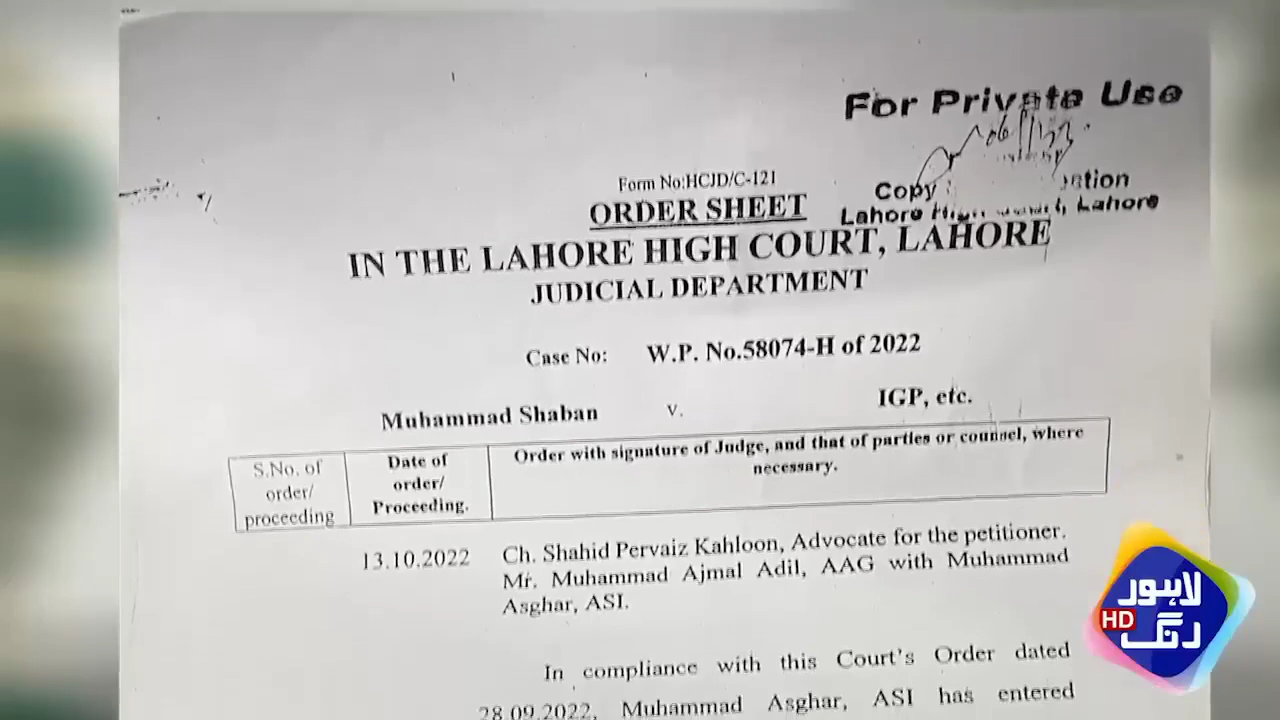 For Private Use
Form No:HCJD/C-121
Copy
ORDER SHEET
Lahore High Court, Lahore
IN THE LAHORE HIGH COURT, LAHORE
JUDICIAL DEPARTMENT
Case No: W.P. No.58074-H of 2022
Muhammad Shaban v. IGP, etc.
S.No. of
order/
proceeding
Date of
order/
Proceeding.
Order with signature of Judge, and that of parties or counsel, where
necessary.
13.10.2022
Ch. Shahid Pervaiz Kahloon, Advocate for the petitioner.
Mr. Muhammad Ajmal Adil, AAG with Muhammad
Asghar, ASI.
In compliance with this Court's Order dated
28.09.2022, Muhammad Asghar, ASI has entered
لاہور
HD
رنگ